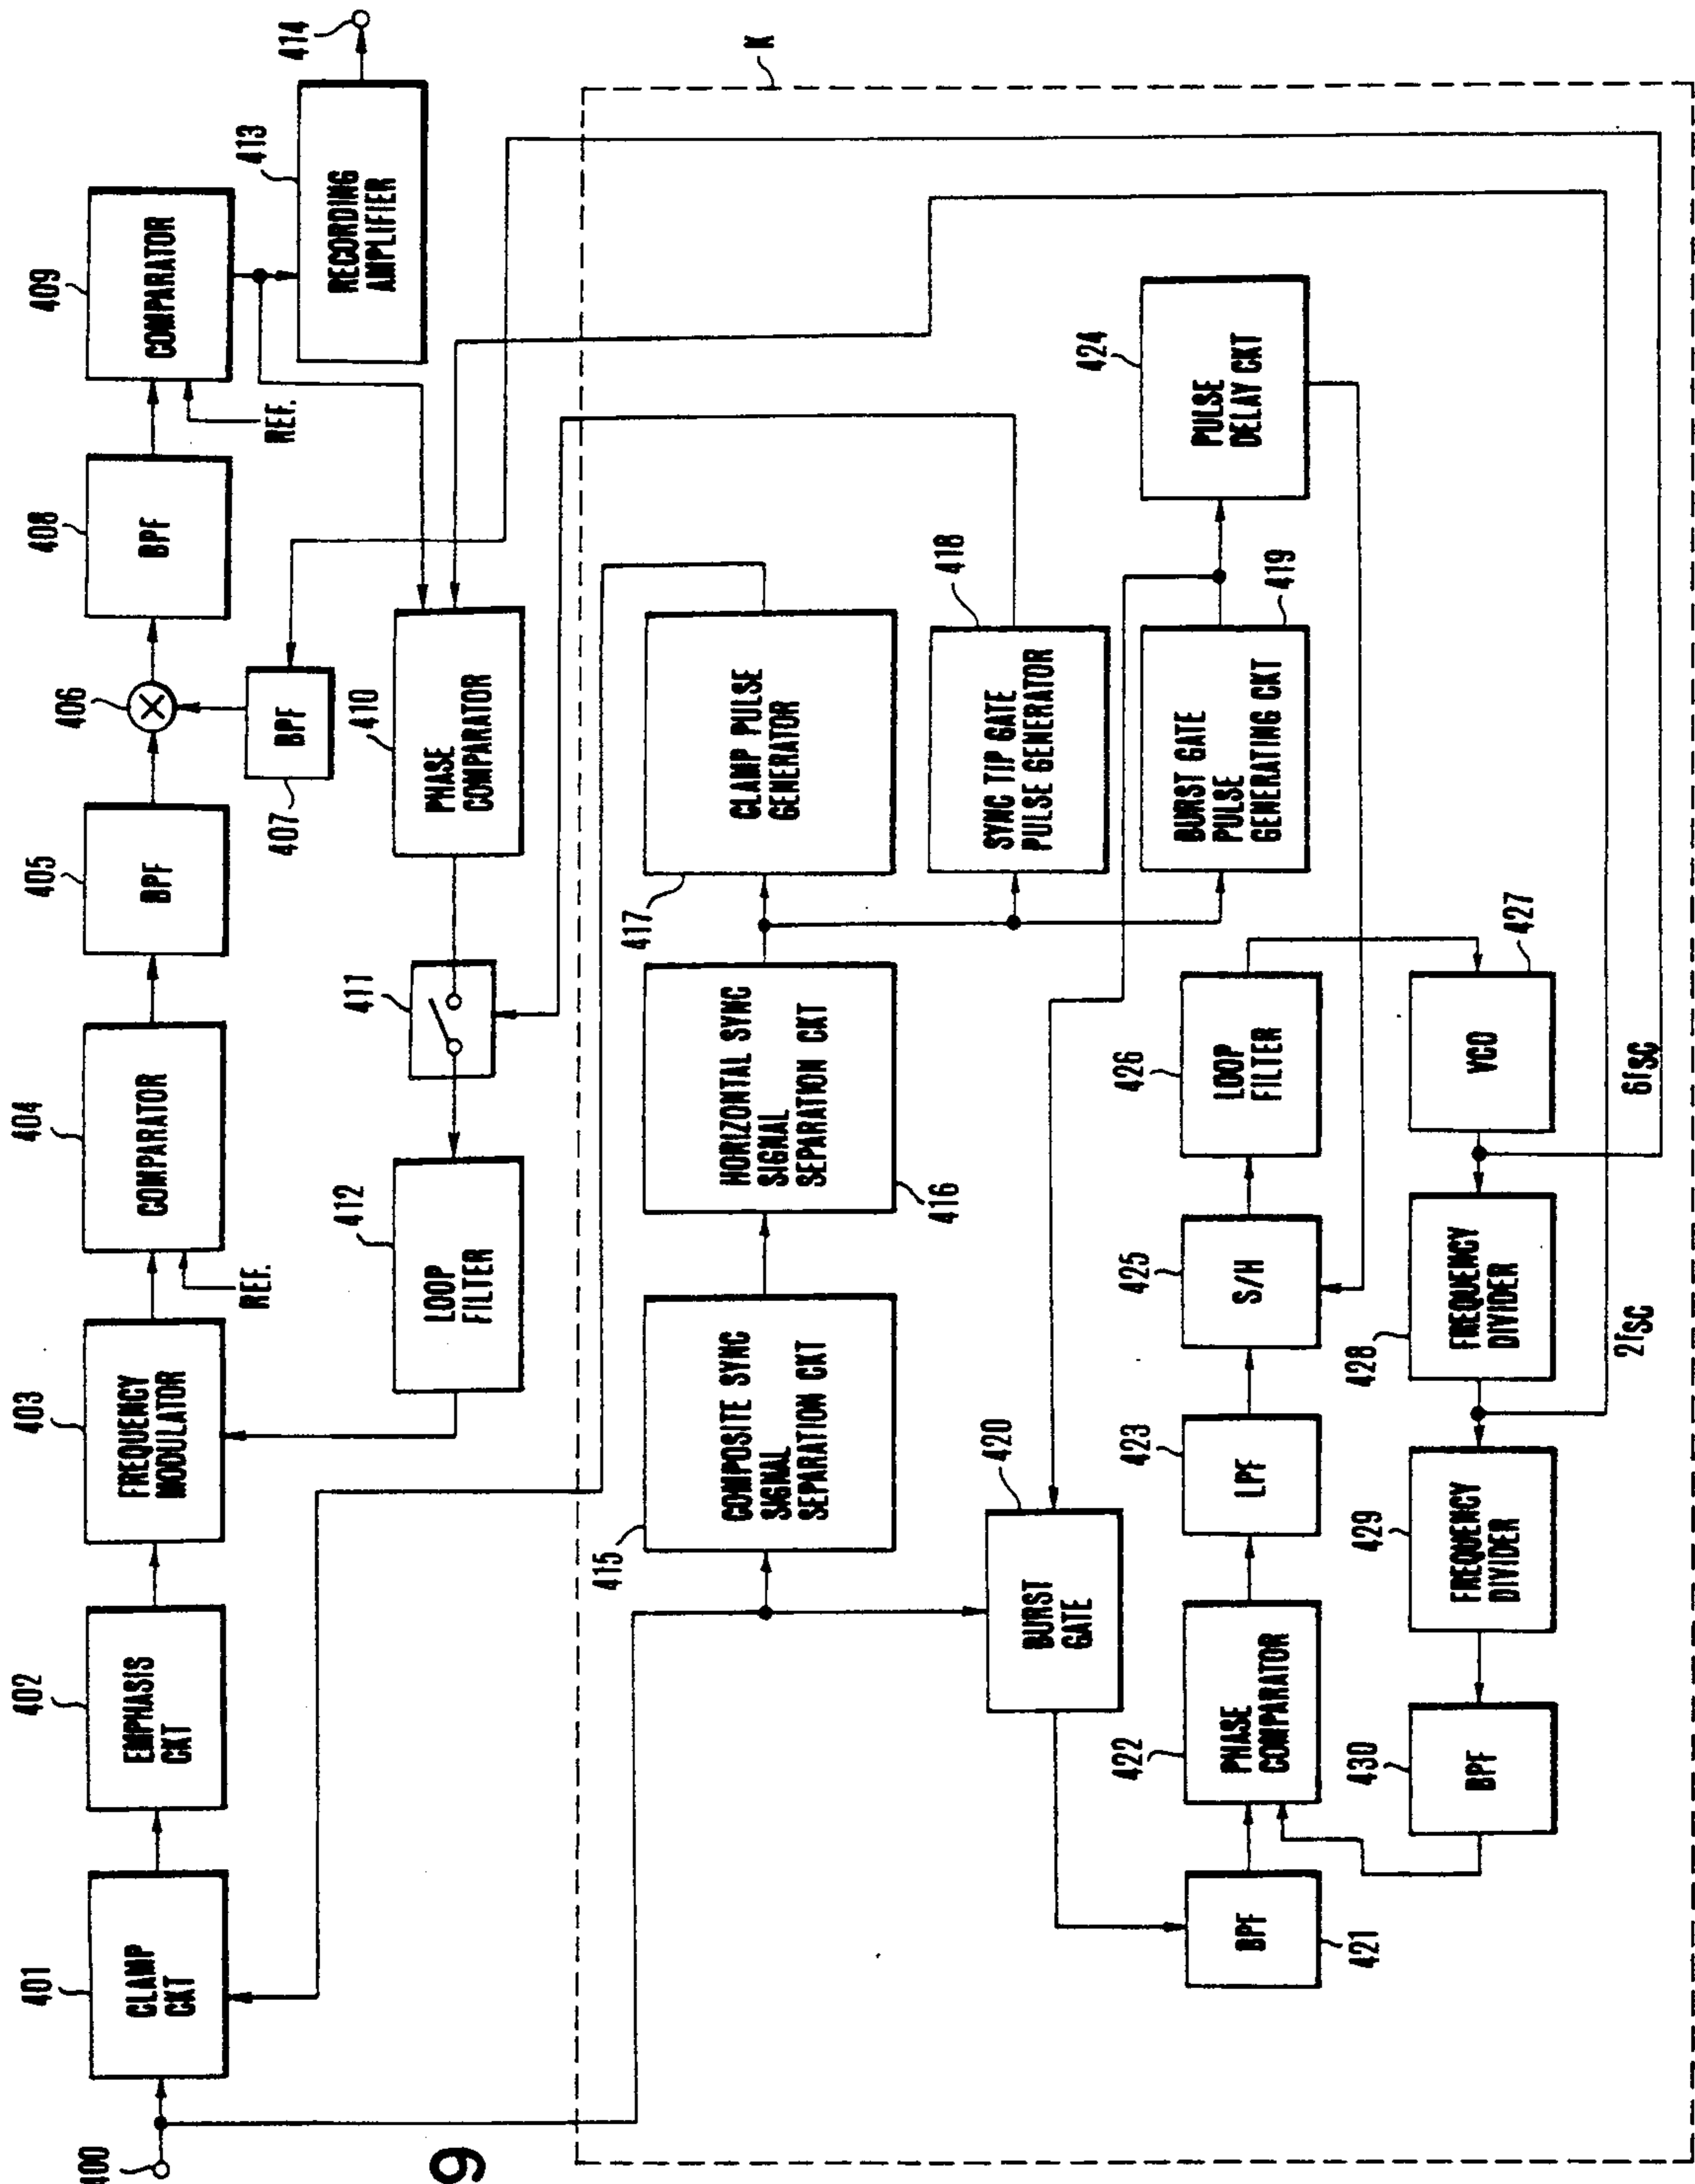 400
401
CLAMP
CKT
402
EMPHASIS
CKT
403
FREQUENCY
MODULATOR
404
COMPARATOR
REF.
405
BPF
406
407
BPF
408
BPF
409
COMPARATOR
REF.
413
RECORDING
AMPLIFIER
414
412
LOOP
FILTER
411
410
PHASE
COMPARATOR
K
415
COMPOSITE SYNC
SIGNAL
SEPARATION CKT
416
HORIZONTAL SYNC
SIGNAL
SEPARATION CKT
417
CLAMP PULSE
GENERATOR
418
SYNC TIP GATE
PULSE GENERATOR
419
BURST GATE
PULSE
GENERATING CKT
420
BURST
GATE
421
BPF
422
PHASE
COMPARATOR
423
LPF
425
S/H
426
LOOP
FILTER
424
PULSE
DELAY CKT
430
BPF
429
FREQUENCY
DIVIDER
428
FREQUENCY
DIVIDER
427
VCO
2fSC
6fSC
9